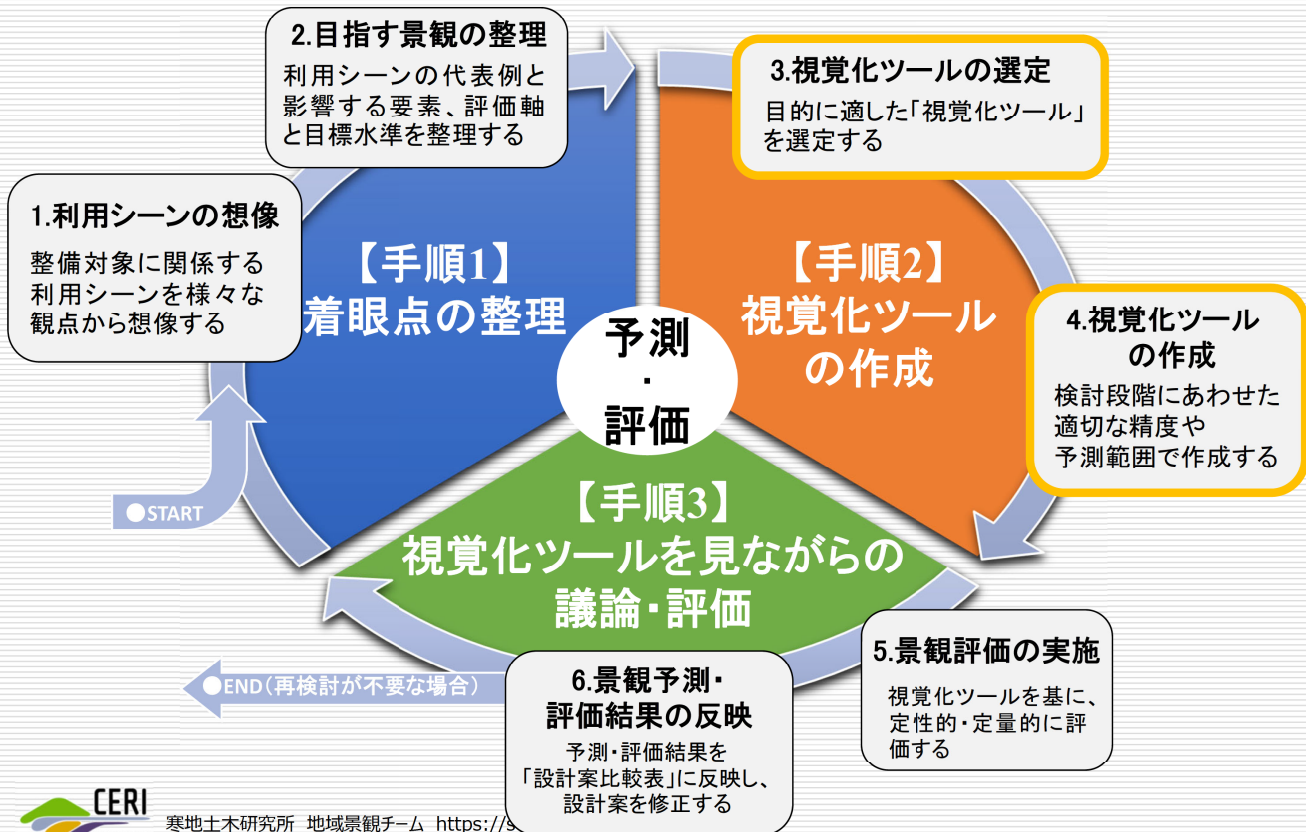 2.目指す景観の整理
利用シーンの代表例と
影響する要素、評価軸
と目標水準を整理する
3.視覚化ツールの選定
目的に適した「視覚化ツール」
を選定する
1.利用シーンの想像
整備対象に関係する
利用シーンを様々な
観点から想像する
【手順1】
着眼点の整理
【手順2】
視覚化ツール
の作成
予測
・
評価
4.視覚化ツール
の作成
検討段階にあわせた
適切な精度や
予測範囲で作成する
●START
【手順3】
視覚化ツールを見ながらの
議論・評価
5.景観評価の実施
視覚化ツールを基に、
定性的・定量的に評
価する
●END(再検討が不要な場合)
6.景観予測・
評価結果の反映
予測・評価結果を
「設計案比較表」に反映し、
設計案を修正する
CERI
寒地土木研究所 地域景観チーム https://s